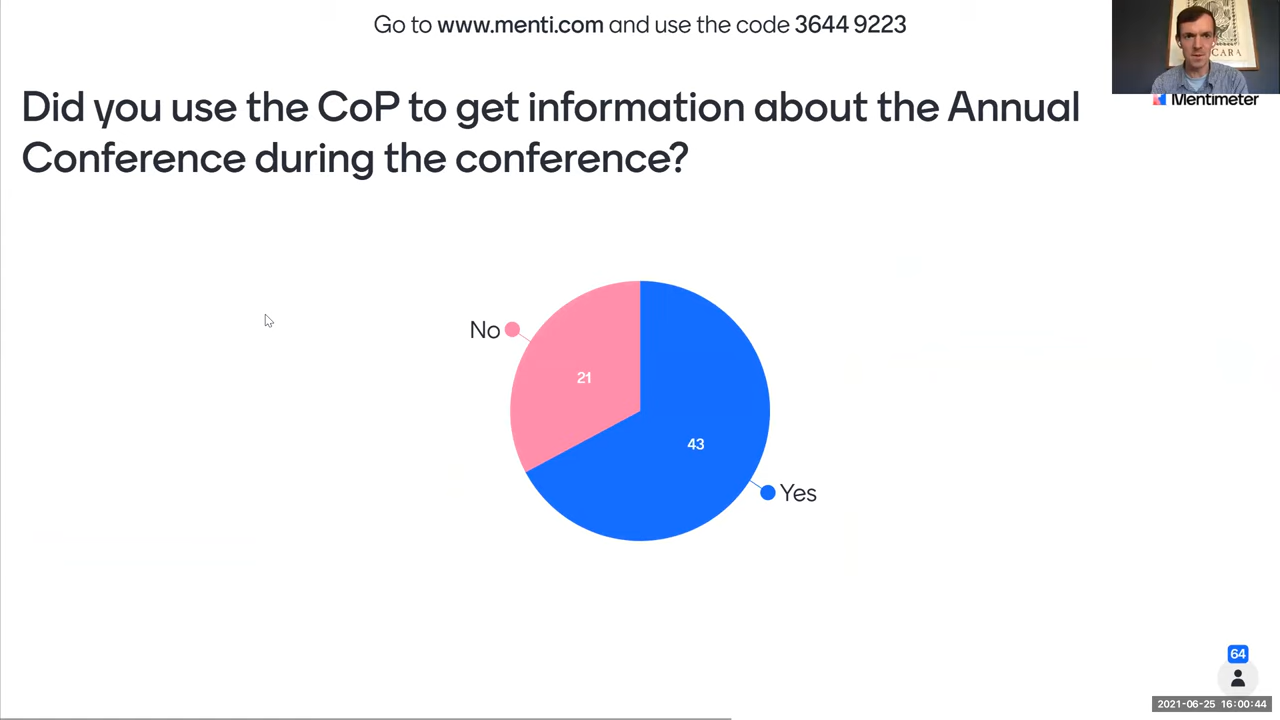 Go to www.menti.com and use the code 3644 9223
CARA
Mentimeter
Did you use the CoP to get information about the Annual
Conference during the conference?
No
21
43
Yes
64
2021-06-25 16:00:44